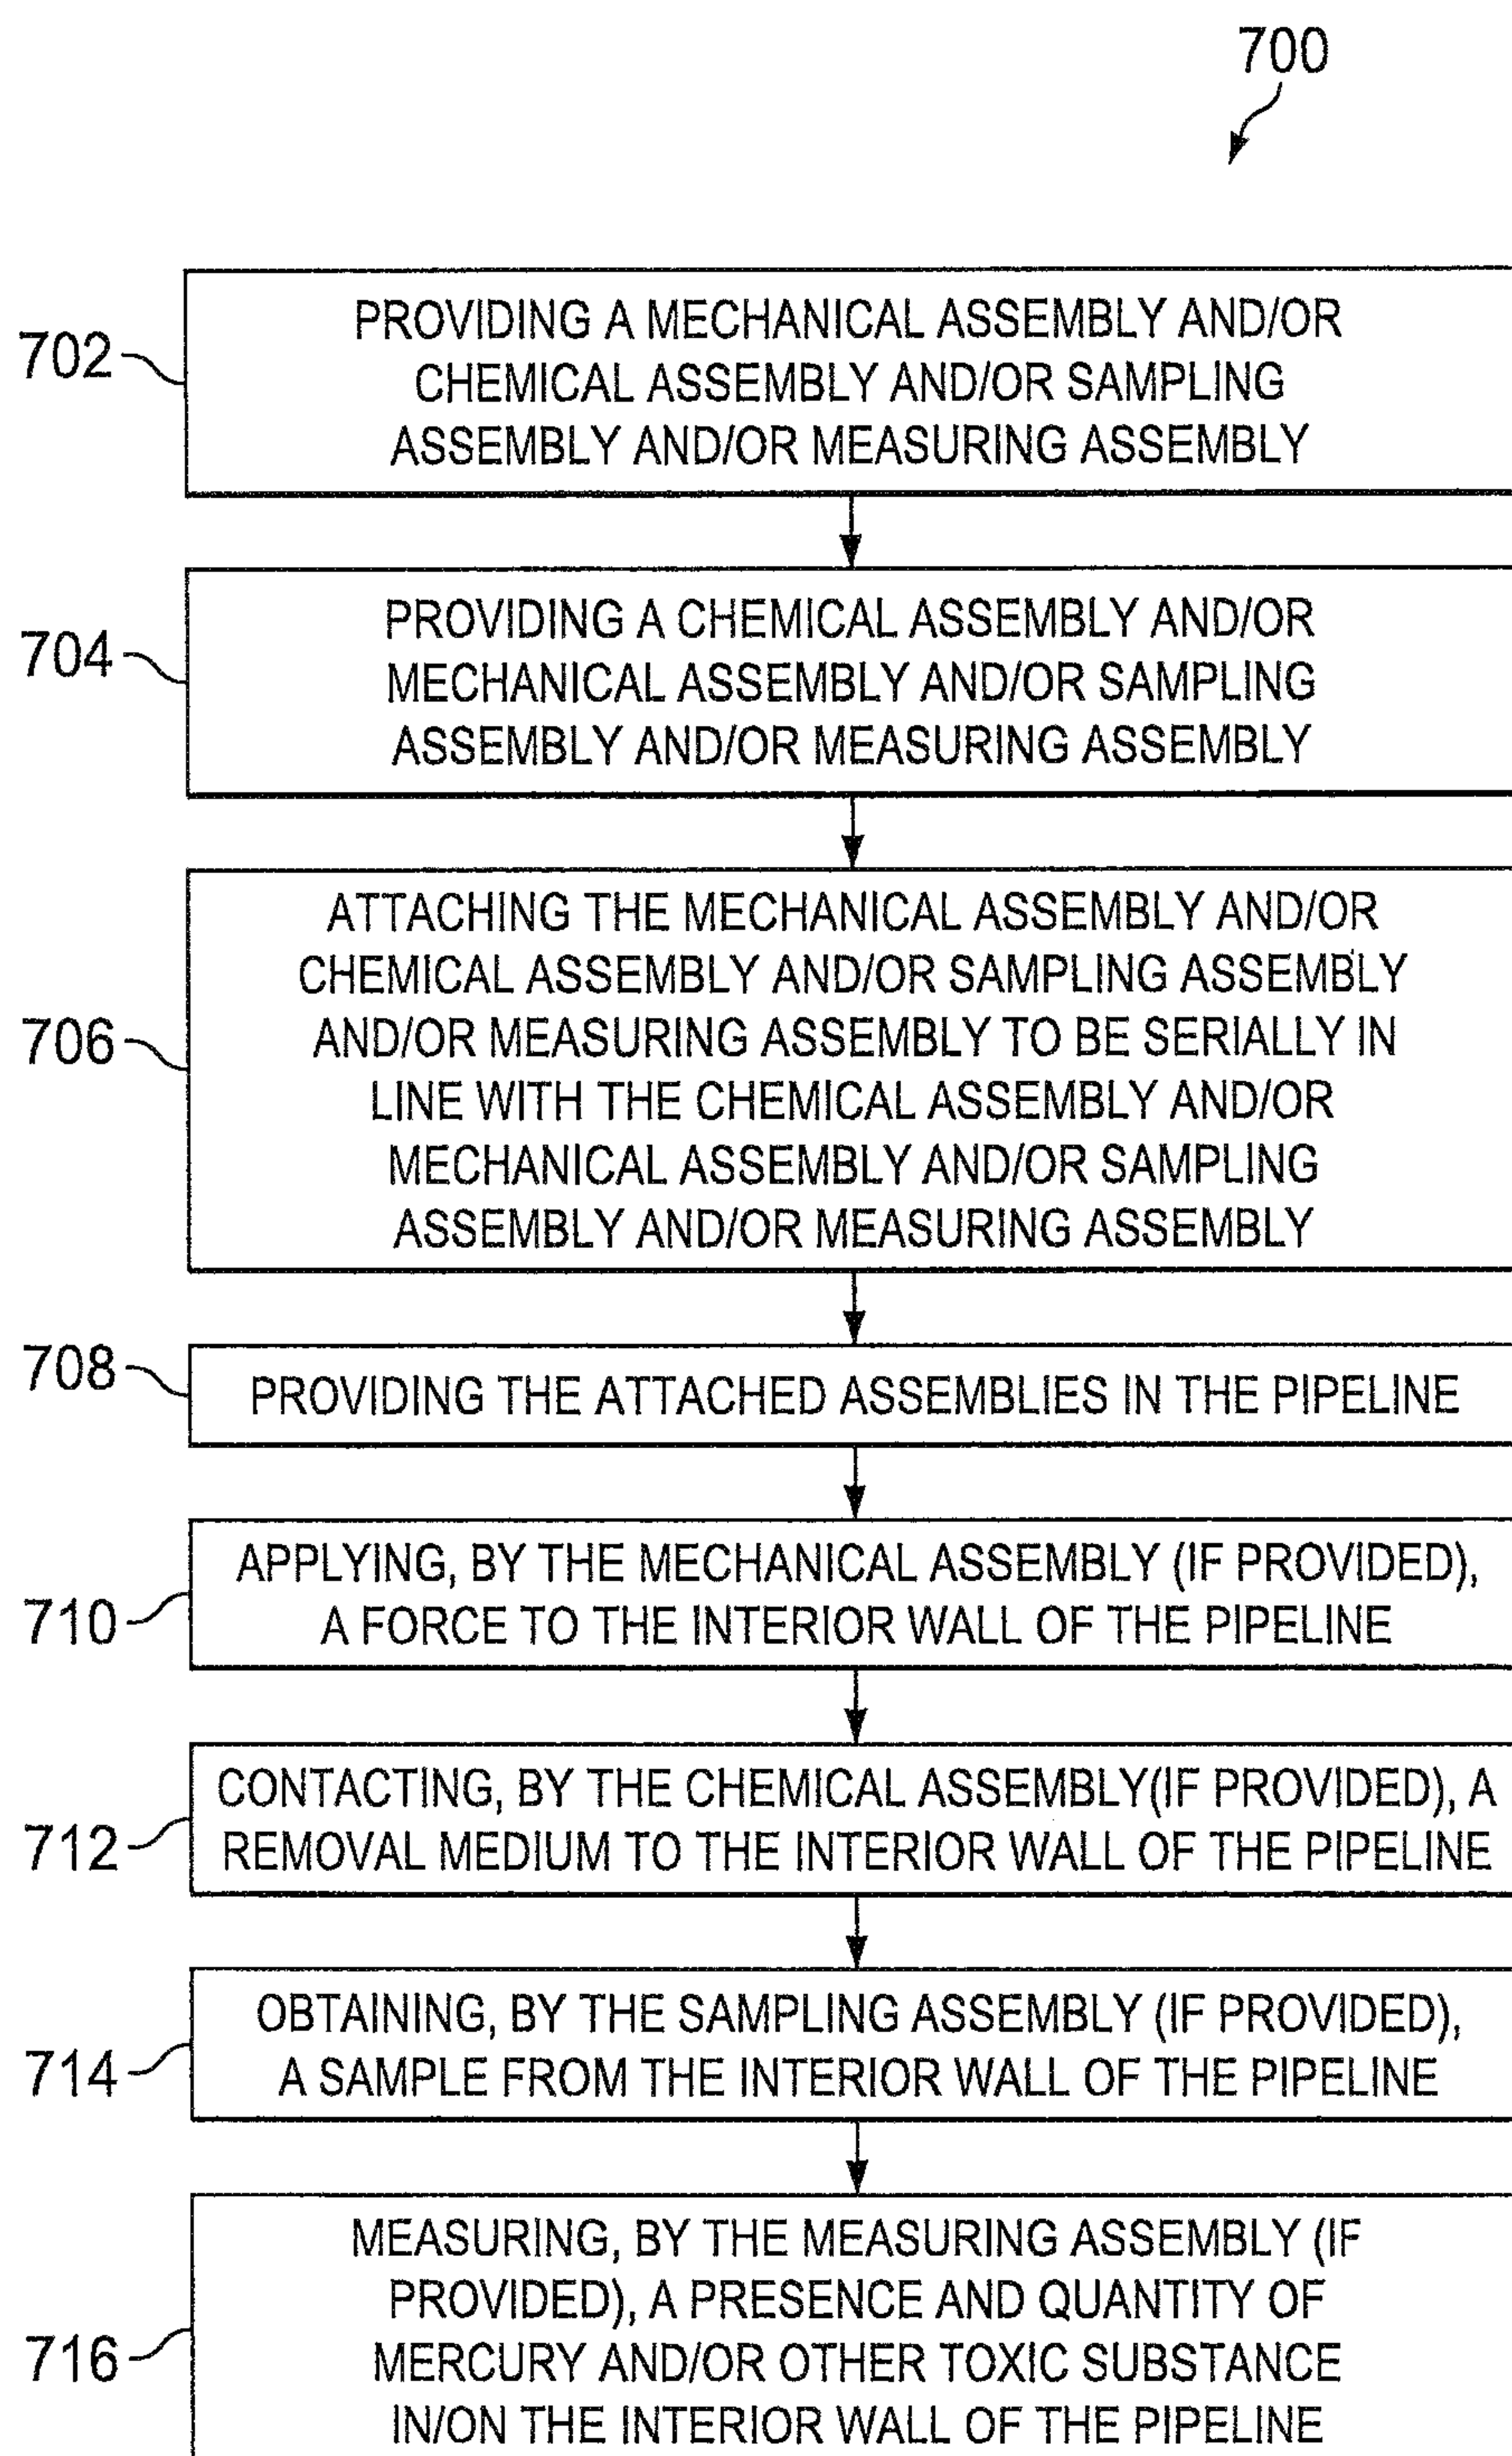 700
702
PROVIDING A MECHANICAL ASSEMBLY AND/OR
CHEMICAL ASSEMBLY AND/OR SAMPLING
ASSEMBLY AND/OR MEASURING ASSEMBLY
704
PROVIDING A CHEMICAL ASSEMBLY AND/OR
MECHANICAL ASSEMBLY AND/OR SAMPLING
ASSEMBLY AND/OR MEASURING ASSEMBLY
706
ATTACHING THE MECHANICAL ASSEMBLY AND/OR
CHEMICAL ASSEMBLY AND/OR SAMPLING ASSEMBLY
AND/OR MEASURING ASSEMBLY TO BE SERIALLY IN
LINE WITH THE CHEMICAL ASSEMBLY AND/OR
MECHANICAL ASSEMBLY AND/OR SAMPLING
ASSEMBLY AND/OR MEASURING ASSEMBLY
708
PROVIDING THE ATTACHED ASSEMBLIES IN THE PIPELINE
710
APPLYING, BY THE MECHANICAL ASSEMBLY (IF PROVIDED),
A FORCE TO THE INTERIOR WALL OF THE PIPELINE
712
CONTACTING, BY THE CHEMICAL ASSEMBLY(IF PROVIDED), A
REMOVAL MEDIUM TO THE INTERIOR WALL OF THE PIPELINE
714
OBTAINING, BY THE SAMPLING ASSEMBLY (IF PROVIDED),
A SAMPLE FROM THE INTERIOR WALL OF THE PIPELINE
716
MEASURING, BY THE MEASURING ASSEMBLY (IF
PROVIDED), A PRESENCE AND QUANTITY OF
MERCURY AND/OR OTHER TOXIC SUBSTANCE
IN/ON THE INTERIOR WALL OF THE PIPELINE